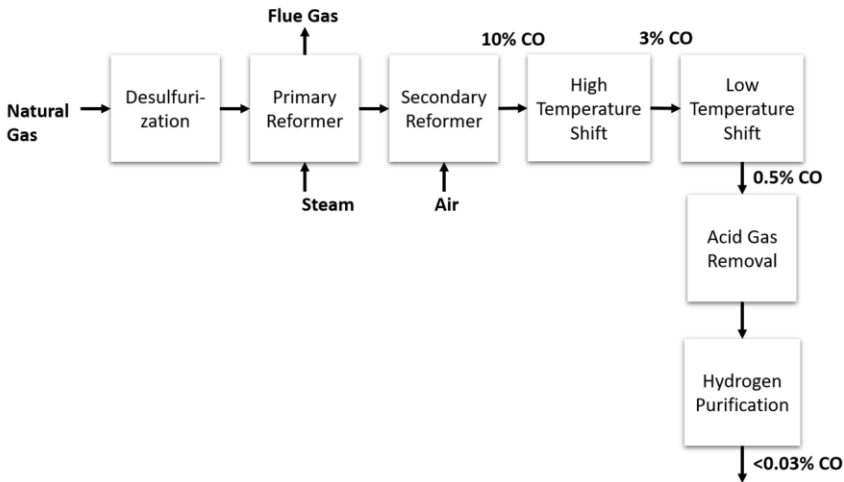 Flue Gas
10% CO
3% CO
Natural
Gas
Desulfuri-
zation
Primary
Reformer
Secondary
Reformer
High
Temperature
Shift
Low
Temperature
Shift
Steam
Air
0.5% CO
Acid Gas
Removal
Hydrogen
Purification
<0.03% CO